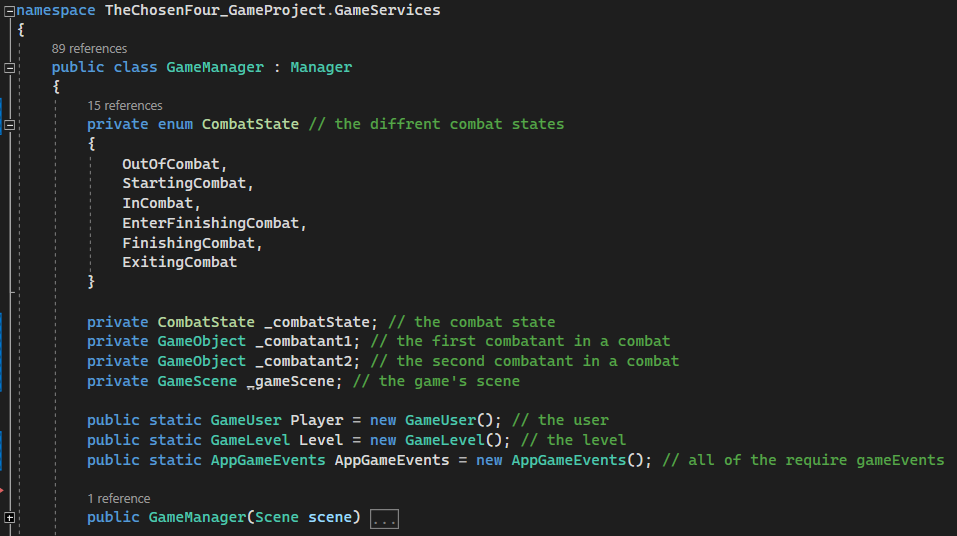 namespace TheChosenFour_GameProject.GameServices
{
89 references
public class GameManager : Manager
{
15 references
private enum CombatState // the diffrent combat states
{
OutOfCombat,
StartingCombat,
InCombat,
EnterFinishingCombat,
FinishingCombat,
ExitingCombat
}
private CombatState _combatState; // the combat state
private GameObject _combatant1; // the first combatant in a combat
private GameObject _combatant2; // the second combatant in a combat
private GameScene _gameScene; // the game's scene
public static GameUser Player = new GameUser(); // the user
public static GameLevel Level = new GameLevel(); // the level
public static AppGameEvents AppGameEvents = new AppGameEvents(); // all of the require gameEvents
1 reference
public GameManager(Scene scene) ...